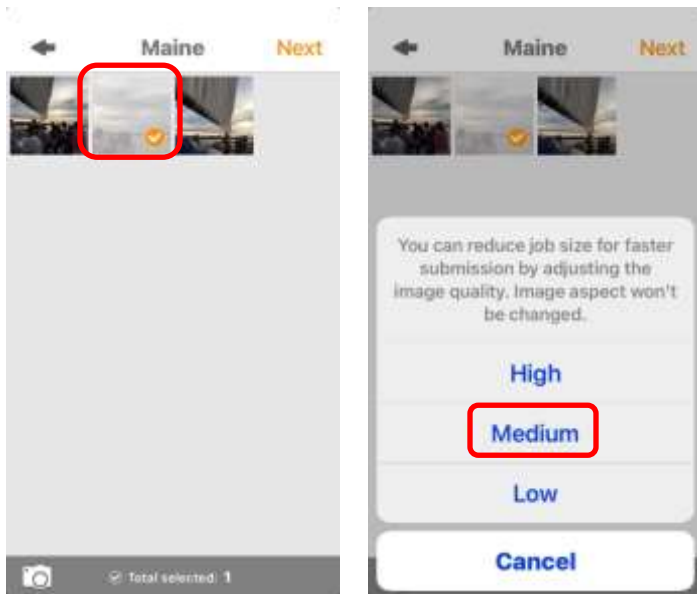 Maine Next
Total selected: 1
Maine Next
You can reduce job size for faster
submission by adjusting the
image quality. Image aspect won't
be changed.
High
Medium
Low
Cancel